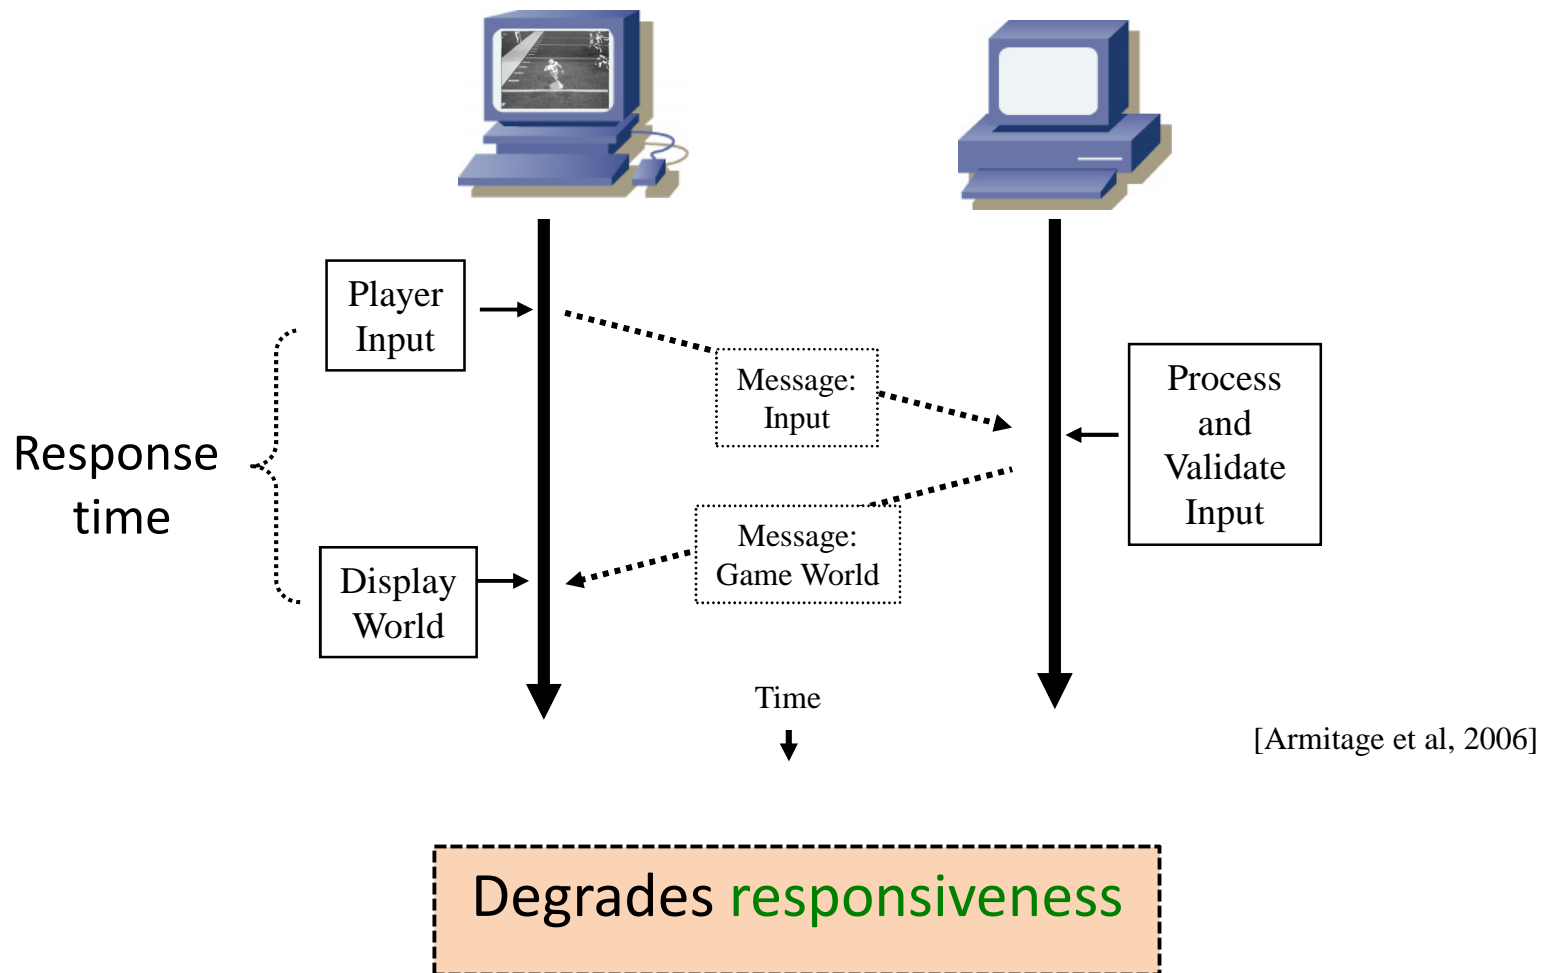 Player
Input
Message:
Input
Process
and
Validate
Input
Response
time
Message:
Game World
Display
World
Time
[Armitage et al, 2006]
Degrades responsiveness